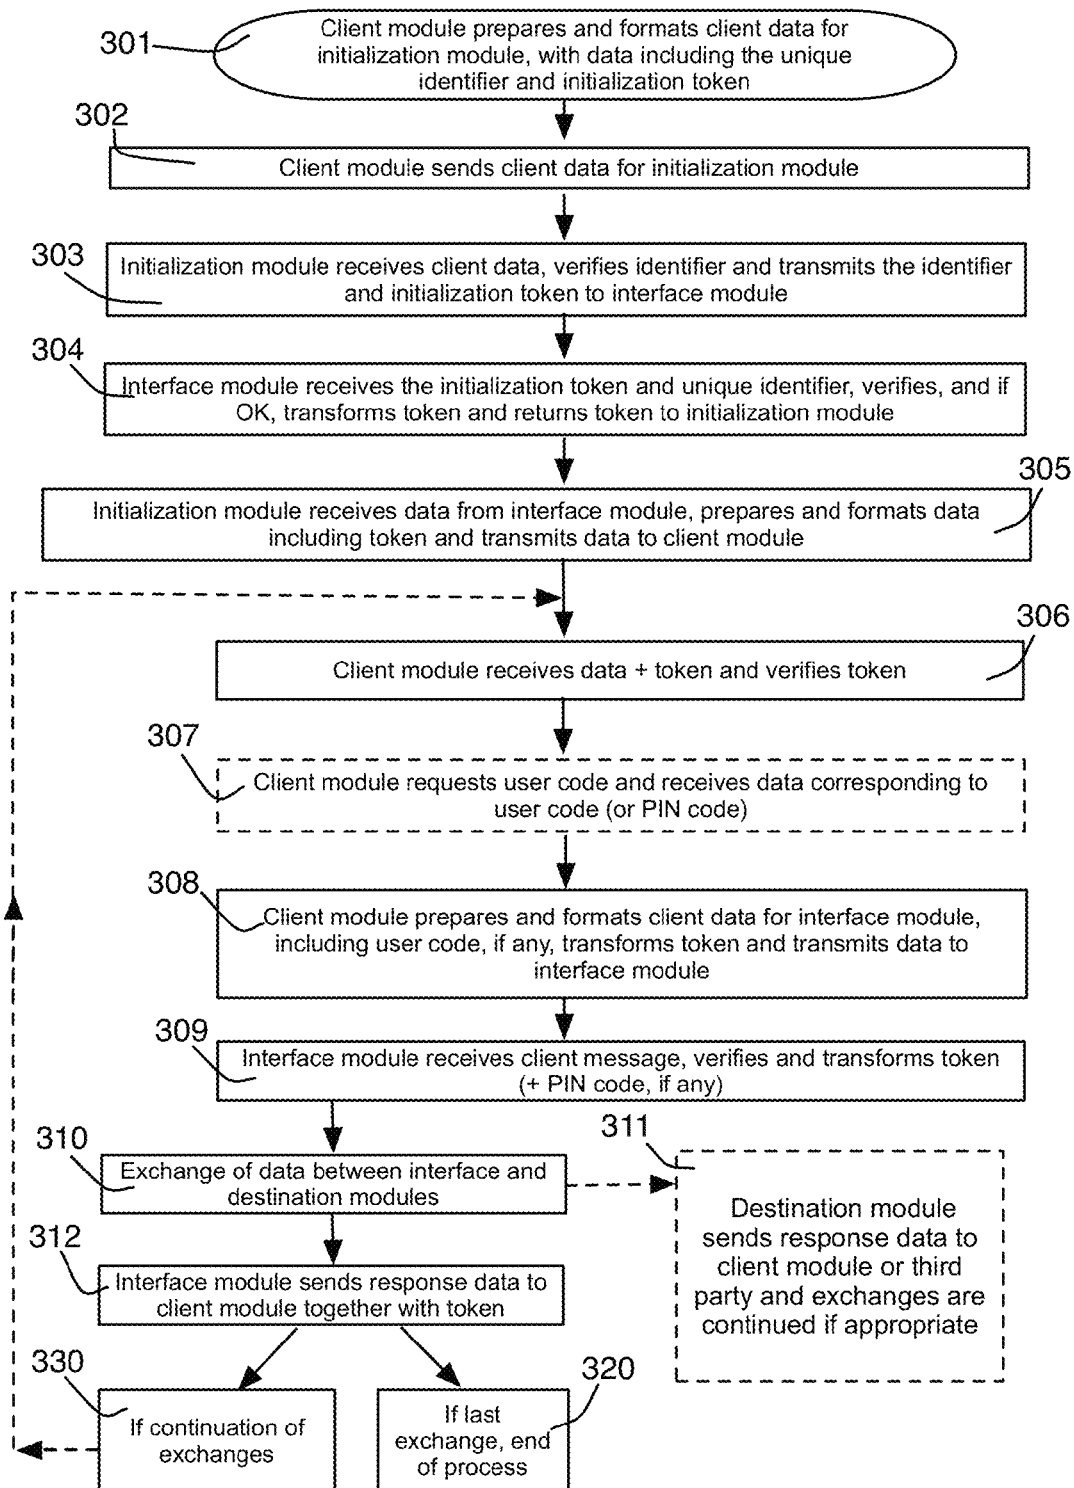 301
Client module prepares and formats client data for
initialization module, with data including the unique
identifier and initialization token
302
Client module sends client data for initialization module
303
Initialization module receives client data, verifies identifier and transmits the identifier
and initialization token to interface module
304
Interface module receives the initialization token and unique identifier, verifies, and if
OK, transforms token and returns token to initialization module
305
Initialization module receives data from interface module, prepares and formats data
including token and transmits data to client module
306
Client module receives data + token and verifies token
307
Client module requests user code and receives data corresponding to
user code (or PIN code)
308
Client module prepares and formats client data for interface module,
including user code, if any, transforms token and transmits data to
interface module
309
Interface module receives client message, verifies and transforms token
(+ PIN code, if any)
310
Exchange of data between interface and
destination modules
311
Destination module
sends response data to
client module or third
party and exchanges are
continued if appropriate
312
Interface module sends response data to
client module together with token
330
If continuation of
exchanges
320
If last
exchange, end
of process